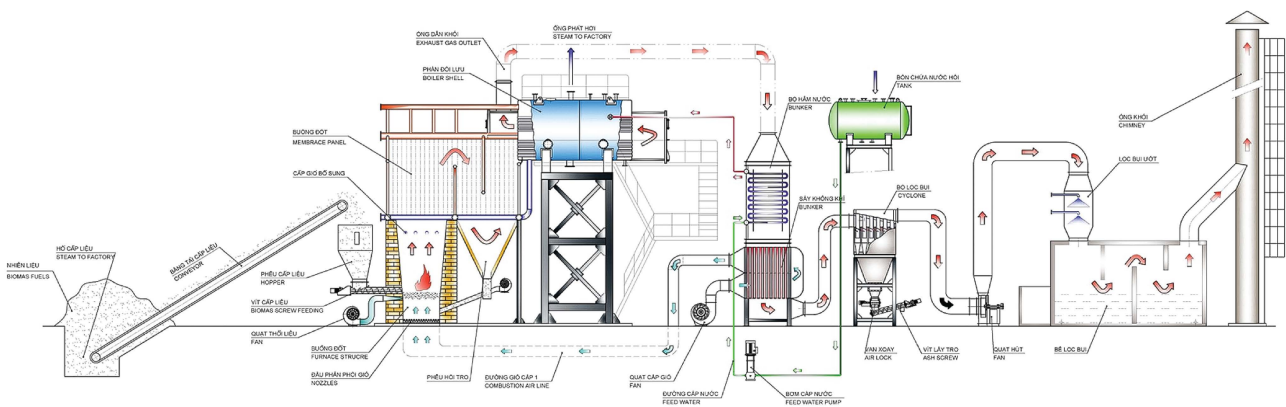 ỐNG DẪN KHÓI
EXHAUST GAS OUTLET
ỐNG PHÁT HƠI
STEAM TO FACTORY
PHẦN ĐỐI LƯU
BOILER SHELL
BUỒNG ĐỐT
MEMBRACE PANEL
CẤP GIÓ BỔ SUNG
HỐ CẤP LIỆU
STEAM TO FACTORY
NHIÊN LIỆU
BIOMAS FUELS
BĂNG TẢI CẤP LIỆU
CONVEYOR
PHỄU CẤP LIỆU
HOPPER
VÍT CẤP LIỆU
BIOMAS SCREW FEEDING
QUẠT THỔI LIỆU
FAN
BUỒNG ĐỐT
FURNACE STRUCRE
ĐẦU PHÂN PHỐI GIÓ
NOZZLES
PHỄU HỒI TRO
ĐƯỜNG GIÓ CẤP 1
COMBUSTION AIR LINE
QUẠT CẤP GIÓ
FAN
ĐƯỜNG CẤP NƯỚC
FEED WATER
BƠM CẤP NƯỚC
FEED WATER PUMP
BỘ HÂM NƯỚC
BUNKER
SẤY KHÔNG KHÍ
BUNKER
BỒN CHỨA NƯỚC HỒI
TANK
BỘ LỌC BỤI
CYCLONE
VAN XOAY
AIR LOCK
VÍT LẤY TRO
ASH SCREW
QUẠT HÚT
FAN
BỂ LỌC BỤI
LỌC BỤI ƯỚT
ỐNG KHÓI
CHIMNEY